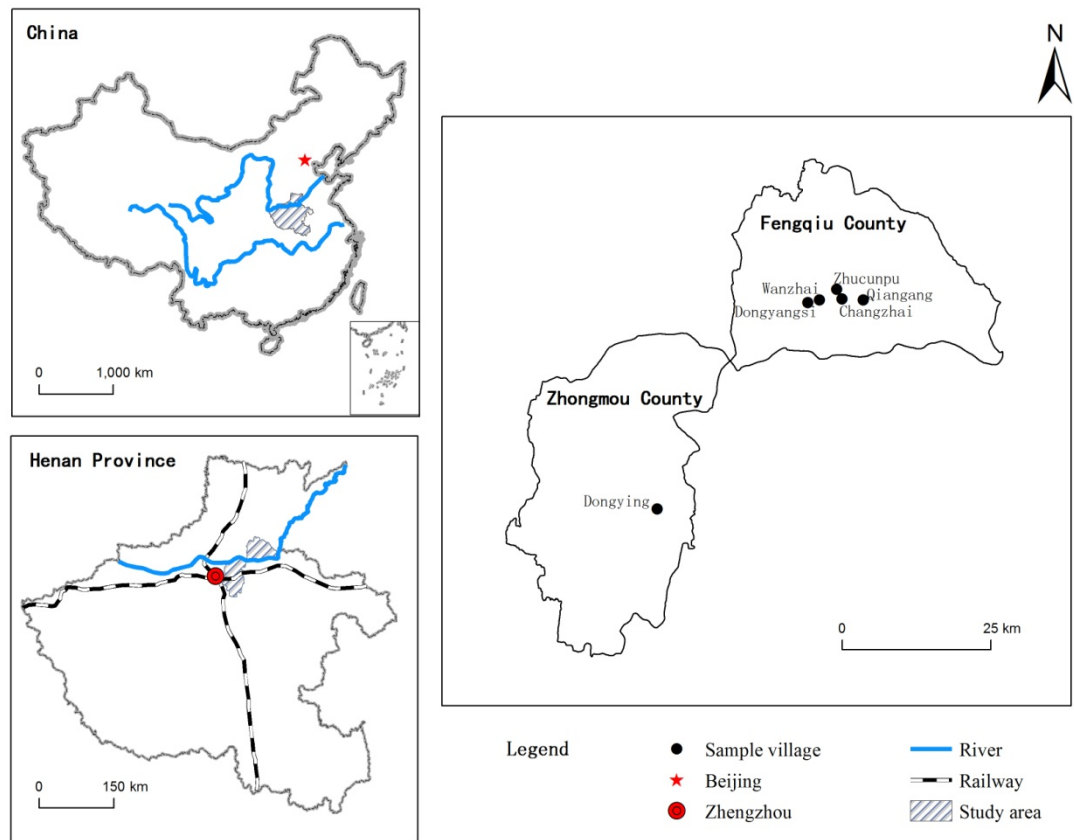 China
0 1,000 km
Henan Province
0 150 km
N
Fengqiu County
Zhucunpu
Wanzhai
Qiangang
Dongyangsi
Changzhai
Zhongmou County
Dongying
0 25 km
Legend
Sample village
River
Beijing
Railway
Zhengzhou
Study area